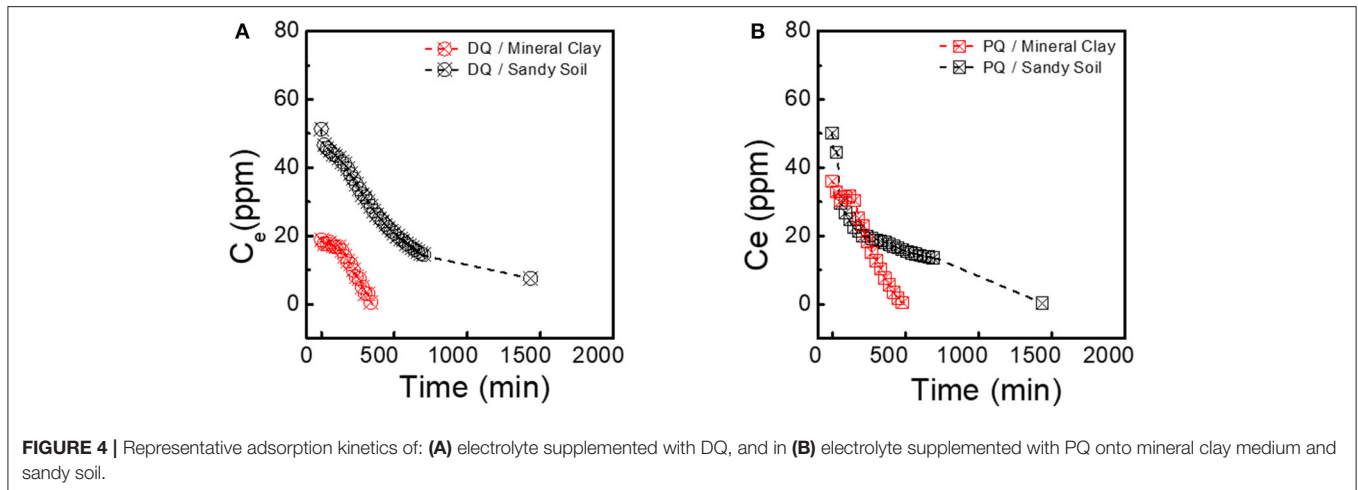 A
80
60
40
20
0
C_e(ppm)
DQ / Mineral Clay
DQ / Sandy Soil
0 500 1000 1500 2000
Time (min)
B
80
60
40
20
0
Ce (ppm)
PQ / Mineral Clay
PQ / Sandy Soil
0 500 1000 1500 2000
Time (min)
FIGURE 4 | Representative adsorption kinetics of: (A) electrolyte supplemented with DQ, and in (B) electrolyte supplemented with PQ onto mineral clay medium and
sandy soil.